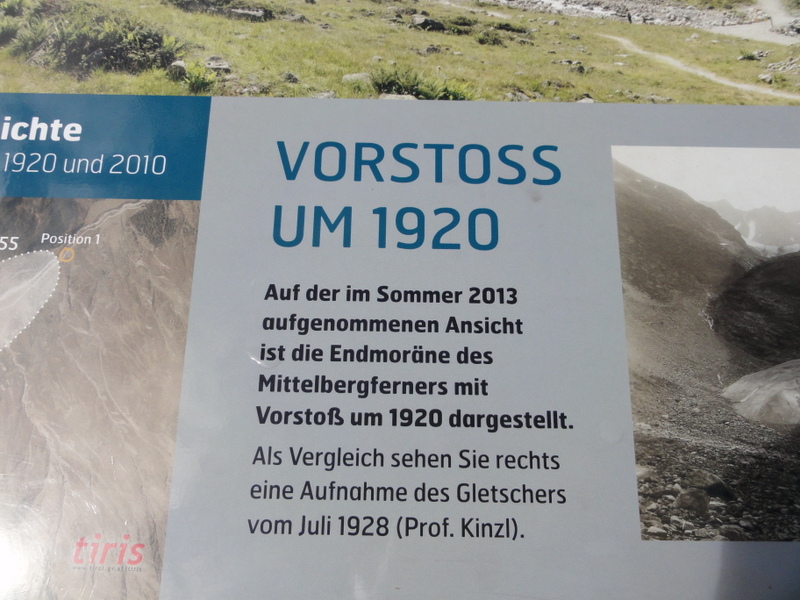 ichte
1920 und 2010
55
Position 1
VORSTOSS
UM 1920
Auf der im Sommer 2013
aufgenommenen Ansicht
ist die Endmoräne des
Mittelbergferners mit
Vorstoß um 1920 dargestellt.
Als Vergleich sehen Sie rechts
eine Aufnahme des Gletschers
vom Juli 1928 (Prof. Kinzl).
tiris